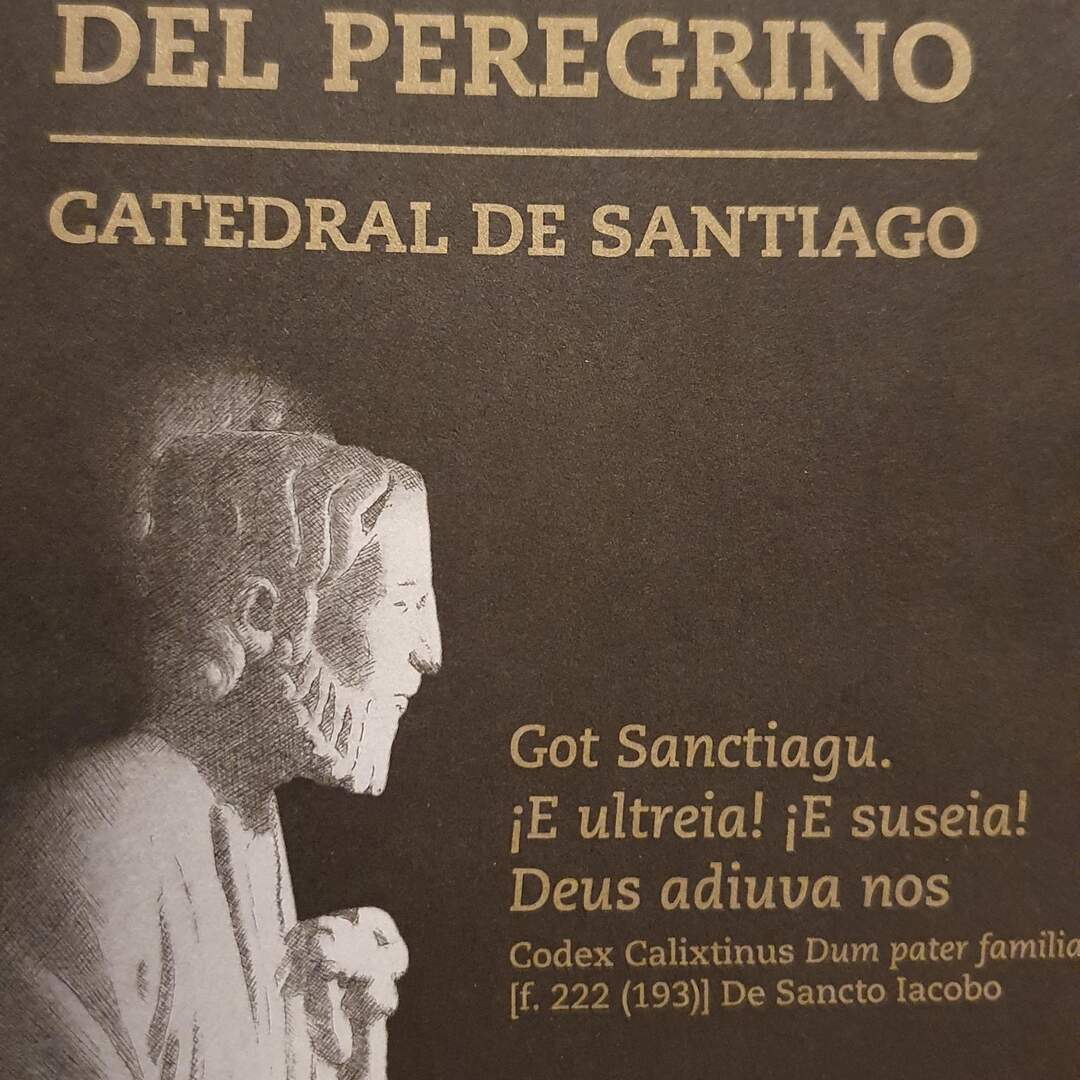 DEL PEREGRINO
CATEDRAL DE SANTIAGO
Got Sanctiagu.
¡E ultreia! ¡E suseia!
Deus adiuva nos
Codex Calixtinus Dum pater familia
[f. 222 (193)] De Sancto Iacobo